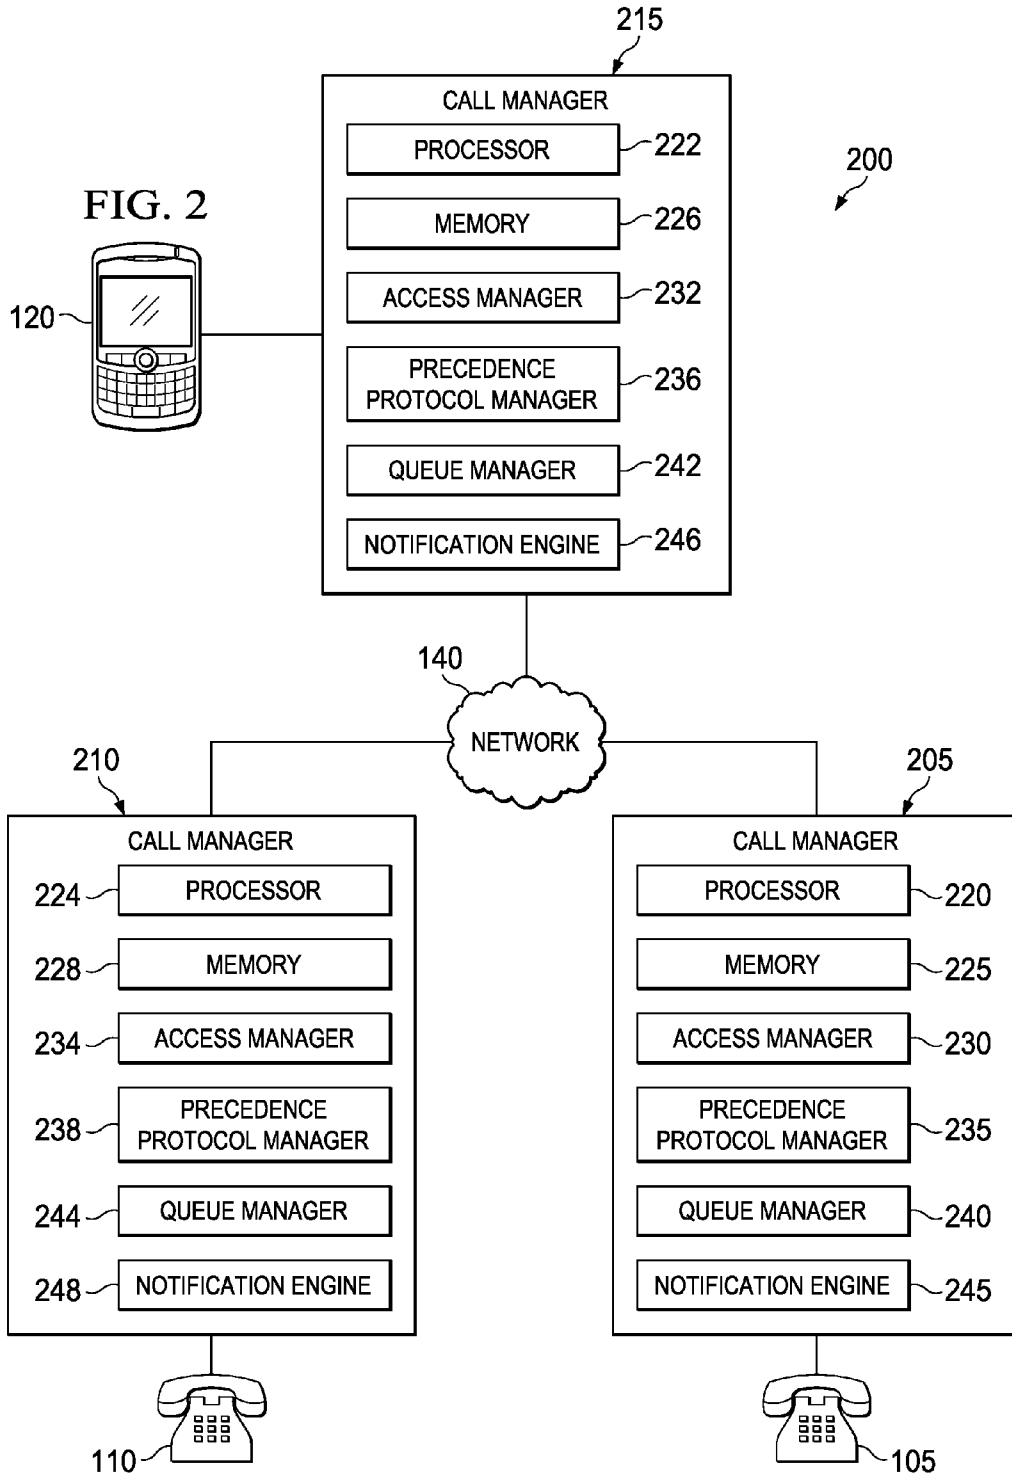 215
CALL MANAGER
PROCESSOR
222
200
FIG. 2
MEMORY
226
120
ACCESS MANAGER
232
PRECEDENCE
PROTOCOL MANAGER
236
QUEUE MANAGER
242
NOTIFICATION ENGINE
246
140
NETWORK
210
CALL MANAGER
224
PROCESSOR
228
MEMORY
234
ACCESS MANAGER
238
PRECEDENCE
PROTOCOL MANAGER
244
QUEUE MANAGER
248
NOTIFICATION ENGINE
110
205
CALL MANAGER
PROCESSOR
220
MEMORY
225
ACCESS MANAGER
230
PRECEDENCE
PROTOCOL MANAGER
235
QUEUE MANAGER
240
NOTIFICATION ENGINE
245
105